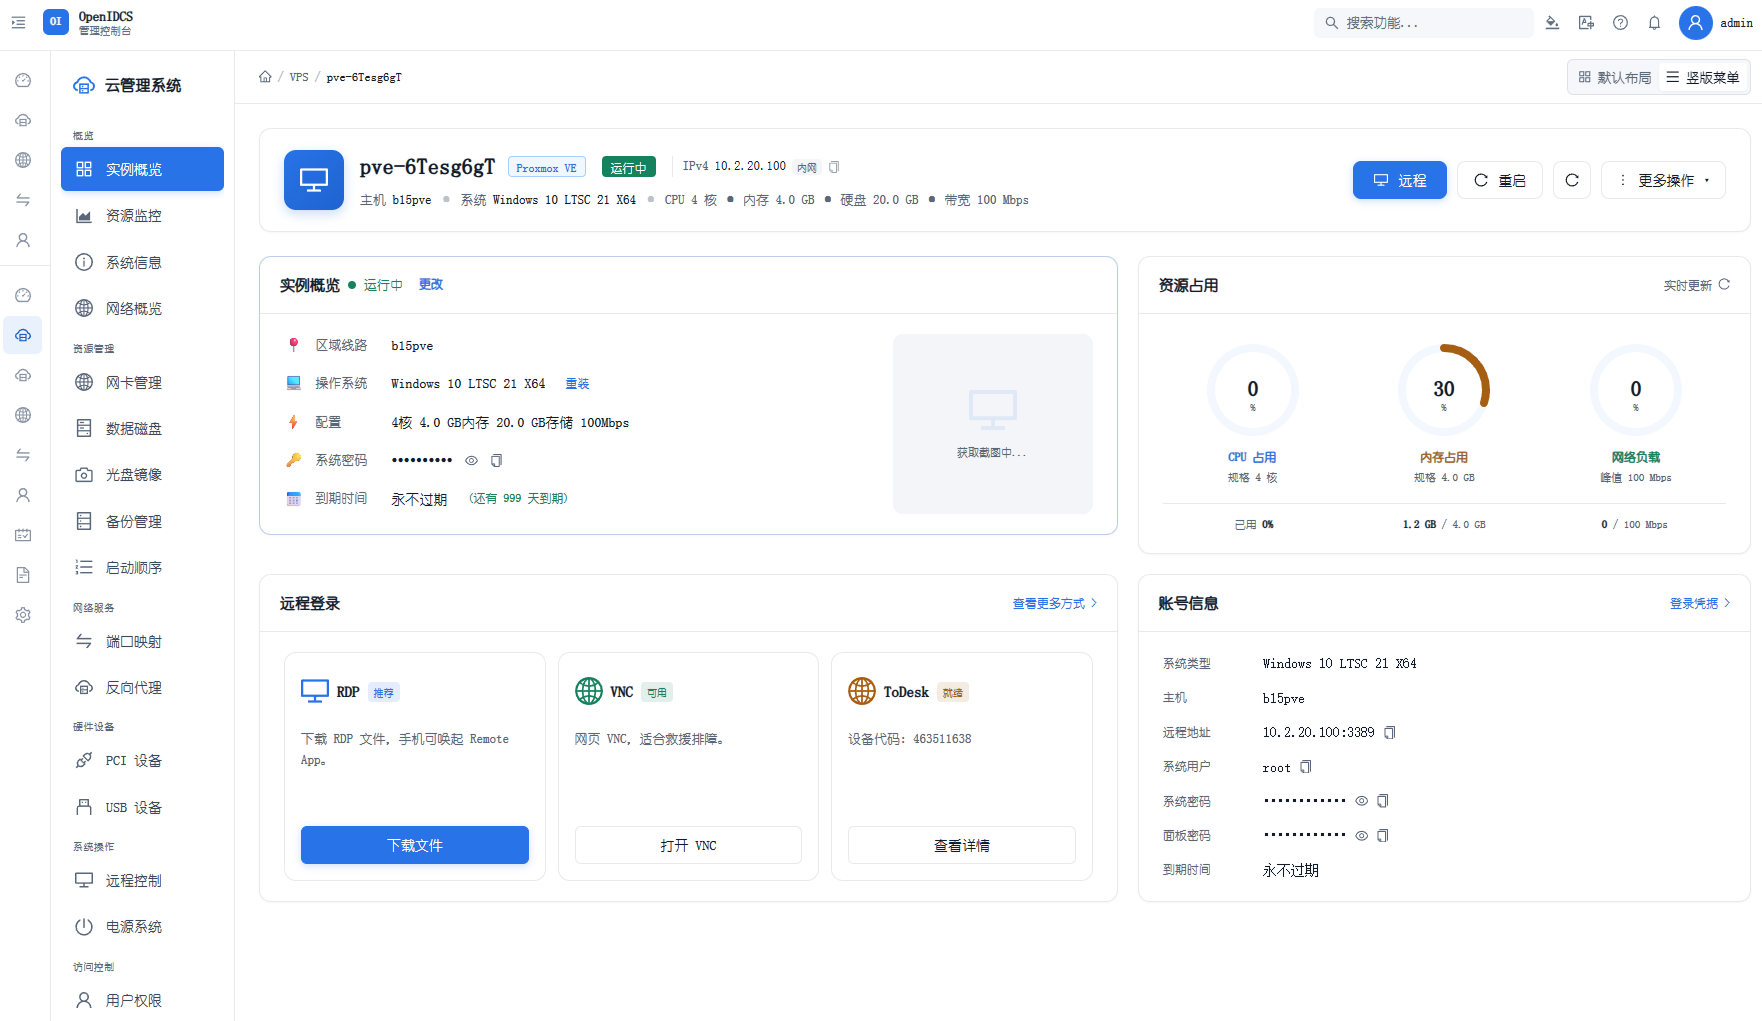 OI
OpenIDCS
管理控制台
搜索功能...
admin
云管理系统
概览
实例概览
资源监控
系统信息
网络概览
资源管理
网卡管理
数据磁盘
光盘镜像
备份管理
启动顺序
网络服务
端口映射
反向代理
硬件设备
PCI 设备
USB 设备
系统操作
远程控制
电源系统
访问控制
用户权限
/ VPS / pve-6Tesg6gT
默认布局
竖版菜单
pve-6Tesg6gT Proxmox VE 运行中 IPv4 10.2.20.100 内网
主机 b15pve 系统 Windows 10 LTSC 21 X64 CPU 4 核 内存 4.0 GB 硬盘 20.0 GB 带宽 100 Mbps
远程
重启
更多操作
实例概览 运行中 更改
区域线路 b15pve
操作系统 Windows 10 LTSC 21 X64 重装
配置 4核 4.0 GB内存 20.0 GB存储 100Mbps
系统密码 ••••••••••
到期时间 永不过期 (还有 999 天到期)
获取截图中...
资源占用
实时更新
0 %
CPU 占用
规格 4 核
已用 0%
30 %
内存占用
规格 4.0 GB
1.2 GB / 4.0 GB
0 %
网络负载
峰值 100 Mbps
0 / 100 Mbps
远程登录
查看更多方式
RDP 推荐
下载 RDP 文件, 手机可唤起 Remote
App。
下载文件
VNC 可用
网页 VNC, 适合救援排障。
打开 VNC
ToDesk 就绪
设备代码: 463511638
查看详情
账号信息
登录凭据
系统类型 Windows 10 LTSC 21 X64
主机 b15pve
远程地址 10.2.20.100:3389
系统用户 root
系统密码 ••••••••••••
面板密码 ••••••••••••
到期时间 永不过期